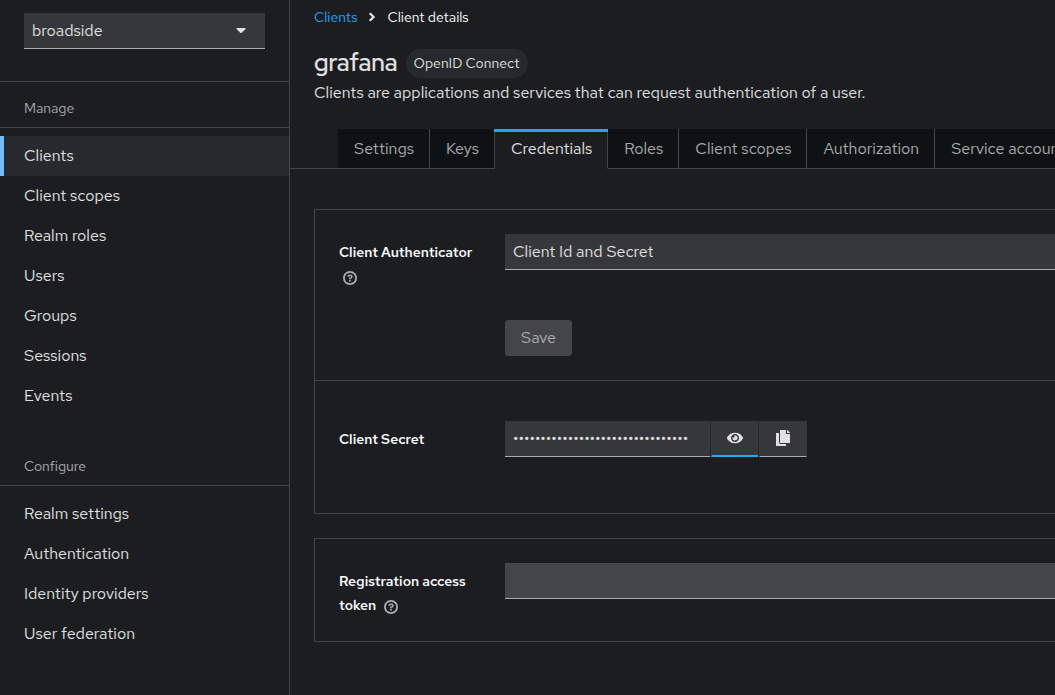 broadside
Manage
Clients
Client scopes
Realm roles
Users
Groups
Sessions
Events
Configure
Realm settings
Authentication
Identity providers
User federation
Clients > Client details
grafana OpenID Connect
Clients are applications and services that can request authentication of a user.
Settings Keys Credentials Roles Client scopes Authorization Service accour
Client Authenticator
Client Id and Secret
Save
Client Secret ••••••••••••••••••••••••••••••••
Registration access
token